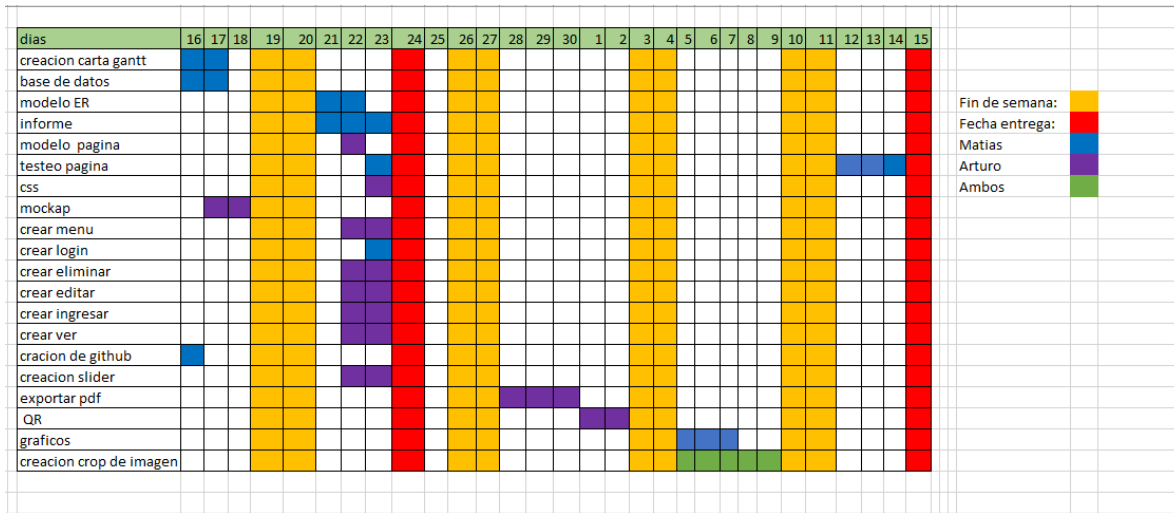 dias 16 17 18 19 20 21 22 23 24 25 26 27 28 29 30 1 2 3 4 5 6 7 8 9 10 11 12 13 14 15
creacion carta gantt
base de datos
modelo ER
informe
modelo pagina
testeo pagina
css
mockap
crear menu
crear login
crear eliminar
crear editar
crear ingresar
crear ver
cracion de github
creacion slider
exportar pdf
QR
graficos
creacion crop de imagen
Fin de semana:
Fecha entrega:
Matias
Arturo
Ambos